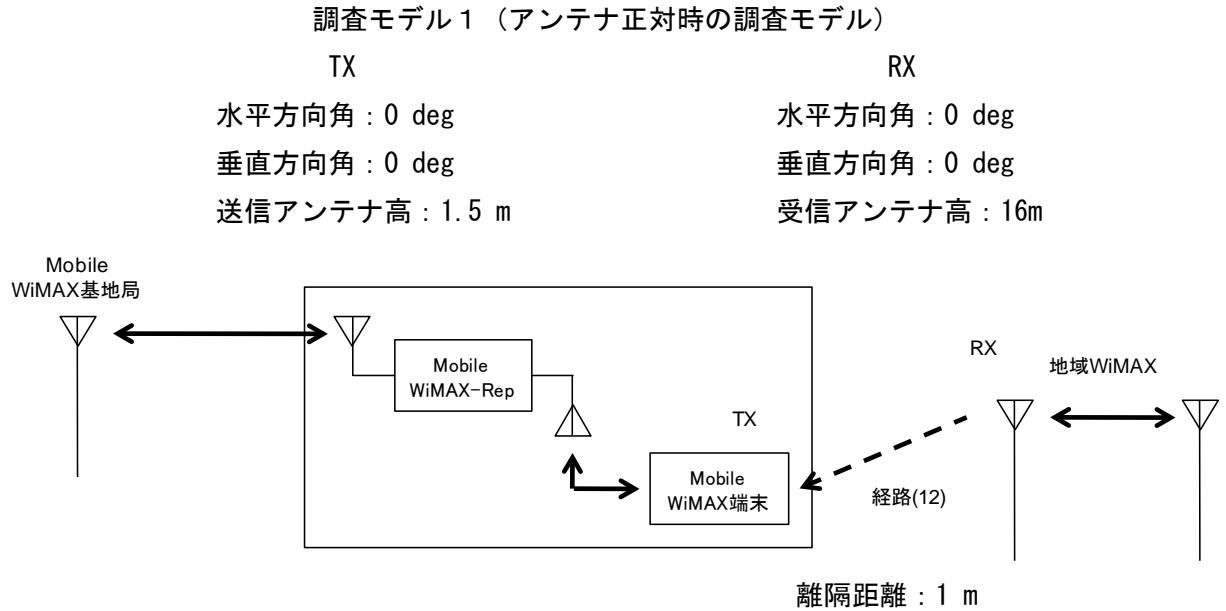 調査モデル１（アンテナ正対時の調査モデル）
TX
水平方向角：0 deg
垂直方向角：0 deg
送信アンテナ高：1.5 m
RX
水平方向角：0 deg
垂直方向角：0 deg
受信アンテナ高：16m
Mobile
WiMAX基地局
Mobile
WiMAX-Rep
TX
Mobile
WiMAX端末
経路(12)
RX
地域WiMAX
離隔距離：1 m